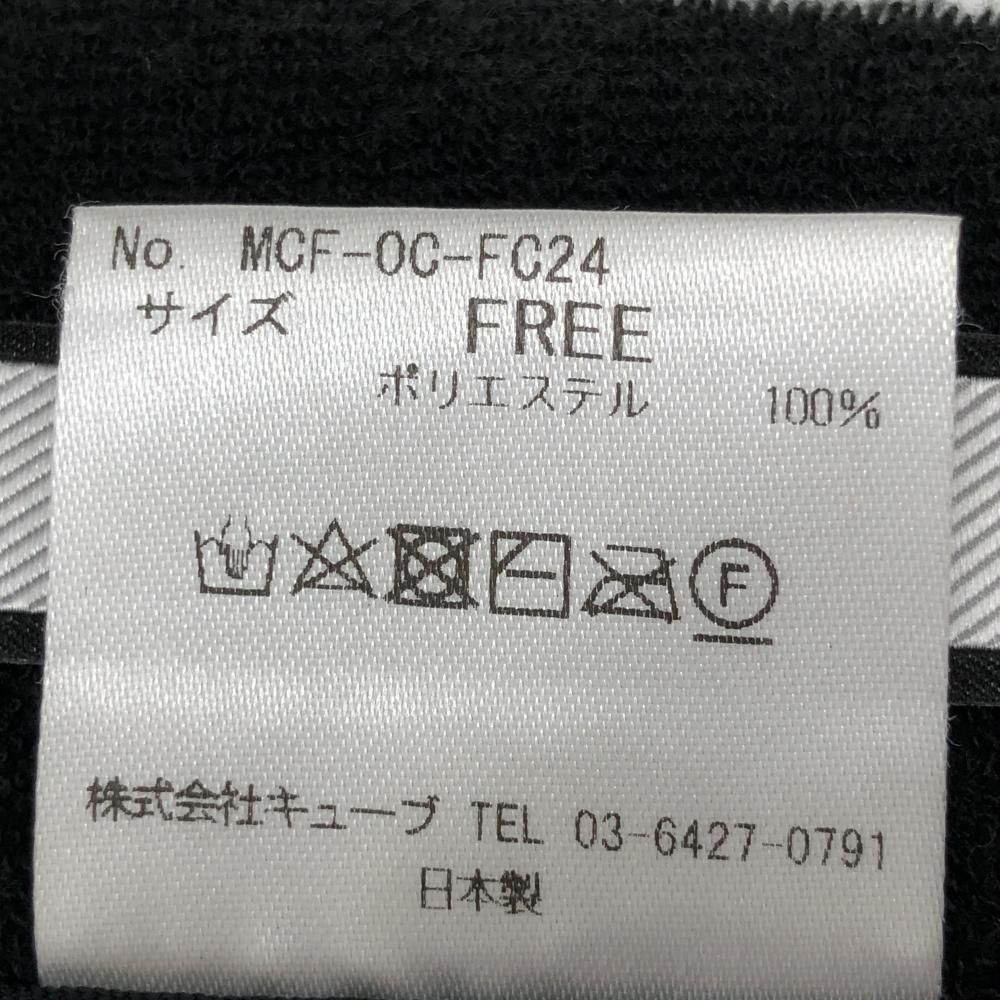 No. MCF-OC-FC24
サイズ FREE
ポリエステル 100%
F
株式会社キューブ TEL 03-6427-0791
日本製